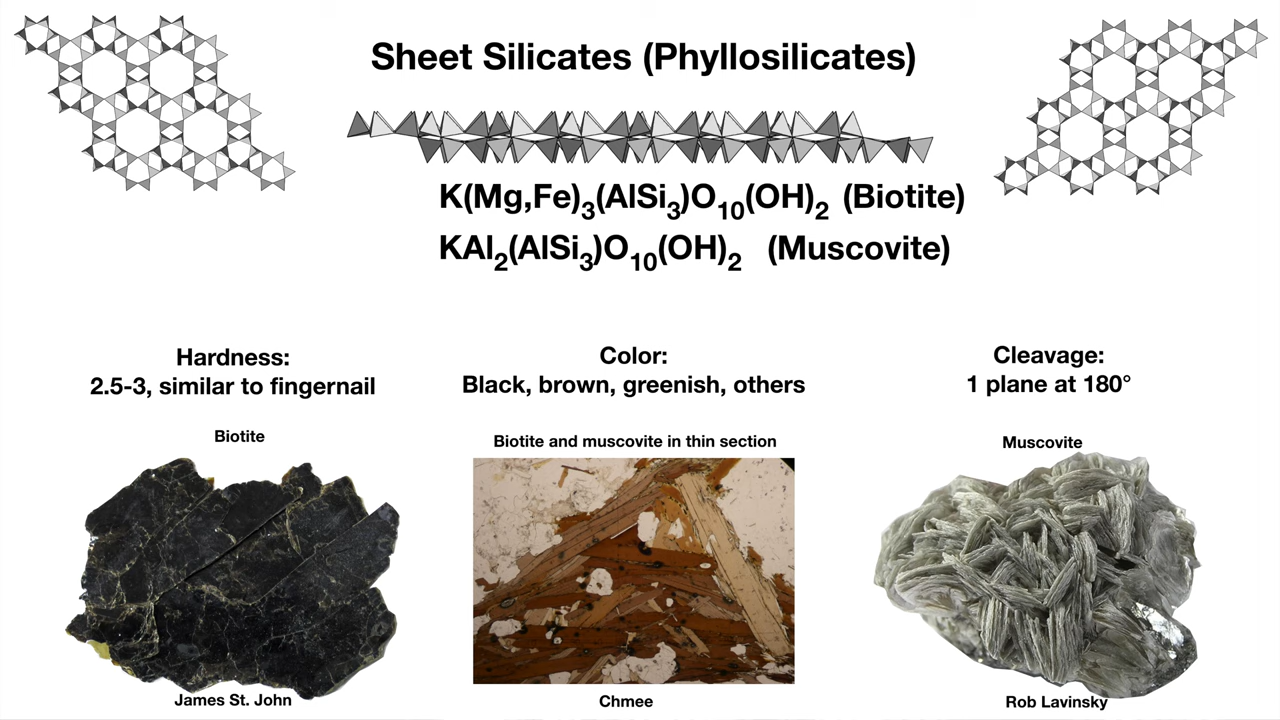 Sheet Silicates (Phyllosilicates)
K(Mg,Fe)₃(AlSi₃)O₁₀(OH)₂ (Biotite)
KAl₂(AlSi₃)O₁₀(OH)₂ (Muscovite)
Hardness:
2.5-3, similar to fingernail
Color:
Black, brown, greenish, others
Cleavage:
1 plane at 180°
Biotite
Biotite and muscovite in thin section
Muscovite
James St. John
Chmee
Rob Lavinsky